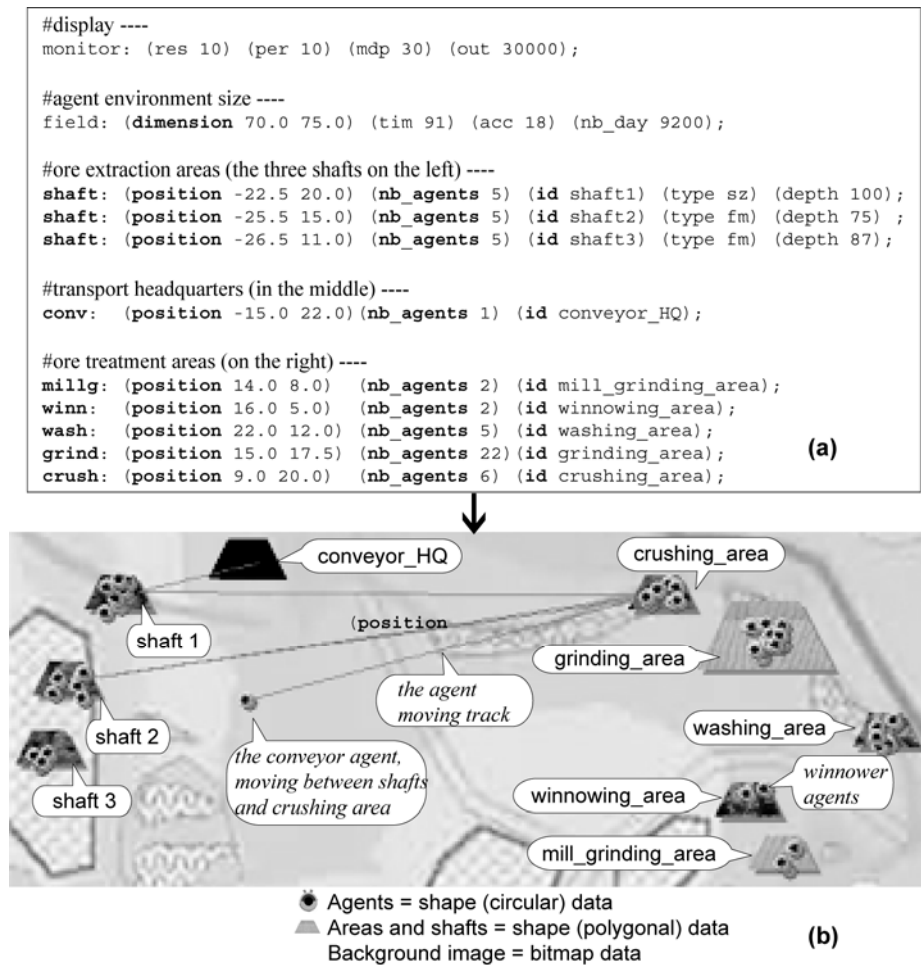 #display ----
monitor: (res 10) (per 10) (mdp 30) (out 30000);
#agent environment size ----
field: (dimension 70.0 75.0) (tim 91) (acc 18) (nb_day 9200);
#ore extraction areas (the three shafts on the left) ----
shaft: (position -22.5 20.0) (nb_agents 5) (id shaft1) (type sz) (depth 100);
shaft: (position -25.5 15.0) (nb_agents 5) (id shaft2) (type fm) (depth 75) ;
shaft: (position -26.5 11.0) (nb_agents 5) (id shaft3) (type fm) (depth 87);
#transport headquarters (in the middle) ----
conv: (position -15.0 22.0)(nb_agents 1) (id conveyor_HQ);
#ore treatment areas (on the right) ----
millg: (position 14.0 8.0) (nb_agents 2) (id mill_grinding_area);
winn: (position 16.0 5.0) (nb_agents 2) (id winnowing_area);
wash: (position 22.0 12.0) (nb_agents 5) (id washing_area);
grind: (position 15.0 17.5) (nb_agents 22)(id grinding_area);
crush: (position 9.0 20.0) (nb_agents 6) (id crushing_area);
(a)
conveyor_HQ
crushing_area
shaft 1
(position
grinding_area
the agent
moving track
shaft 2
washing_area
the conveyor agent,
moving between shafts
and crushing area
winnower
agents
shaft 3
winnowing_area
mill_grinding_area
Agents = shape (circular) data
Areas and shafts = shape (polygonal) data
Background image = bitmap data
(b)